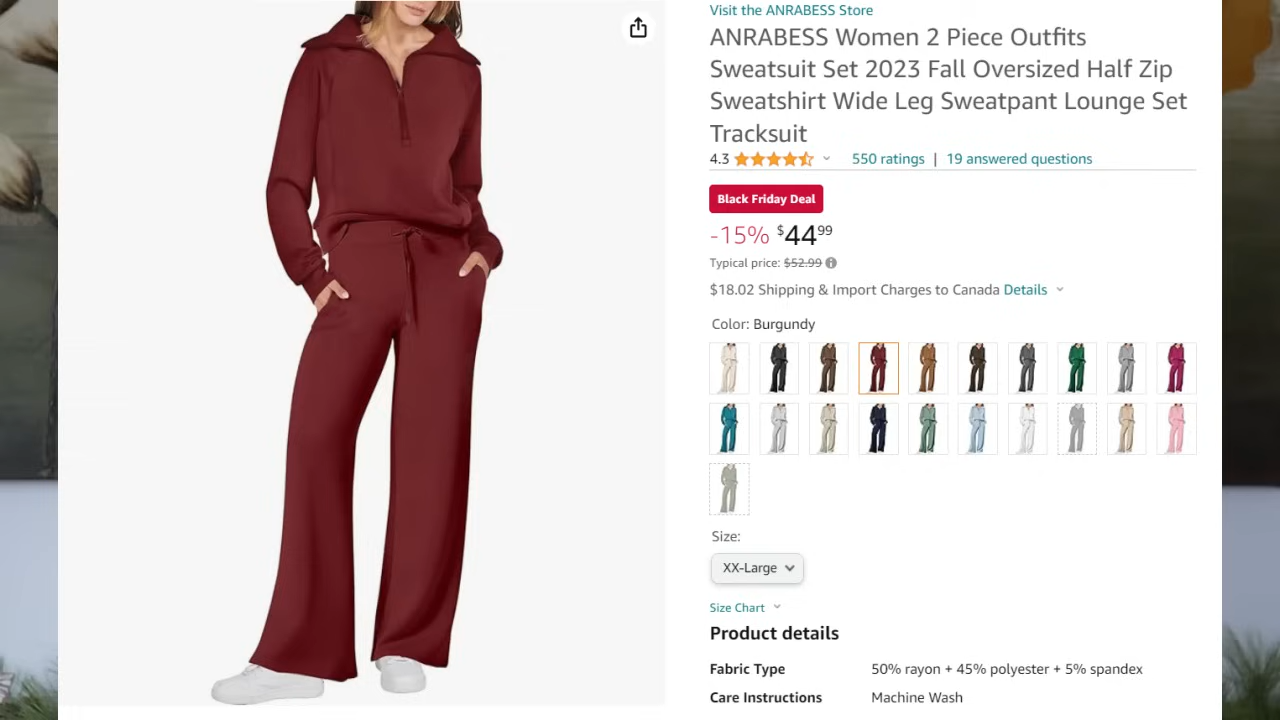 Visit the ANRABESS Store
ANRABESS Women 2 Piece Outfits
Sweatsuit Set 2023 Fall Oversized Half Zip
Sweatshirt Wide Leg Sweatpant Lounge Set
Tracksuit
4.3 550 ratings | 19 answered questions
Black Friday Deal
-15% $4499
Typical price: $52.99
$18.02 Shipping & Import Charges to Canada Details
Color: Burgundy
Size:
XX-Large
Size Chart
Product details
Fabric Type 50% rayon + 45% polyester + 5% spandex
Care Instructions Machine Wash